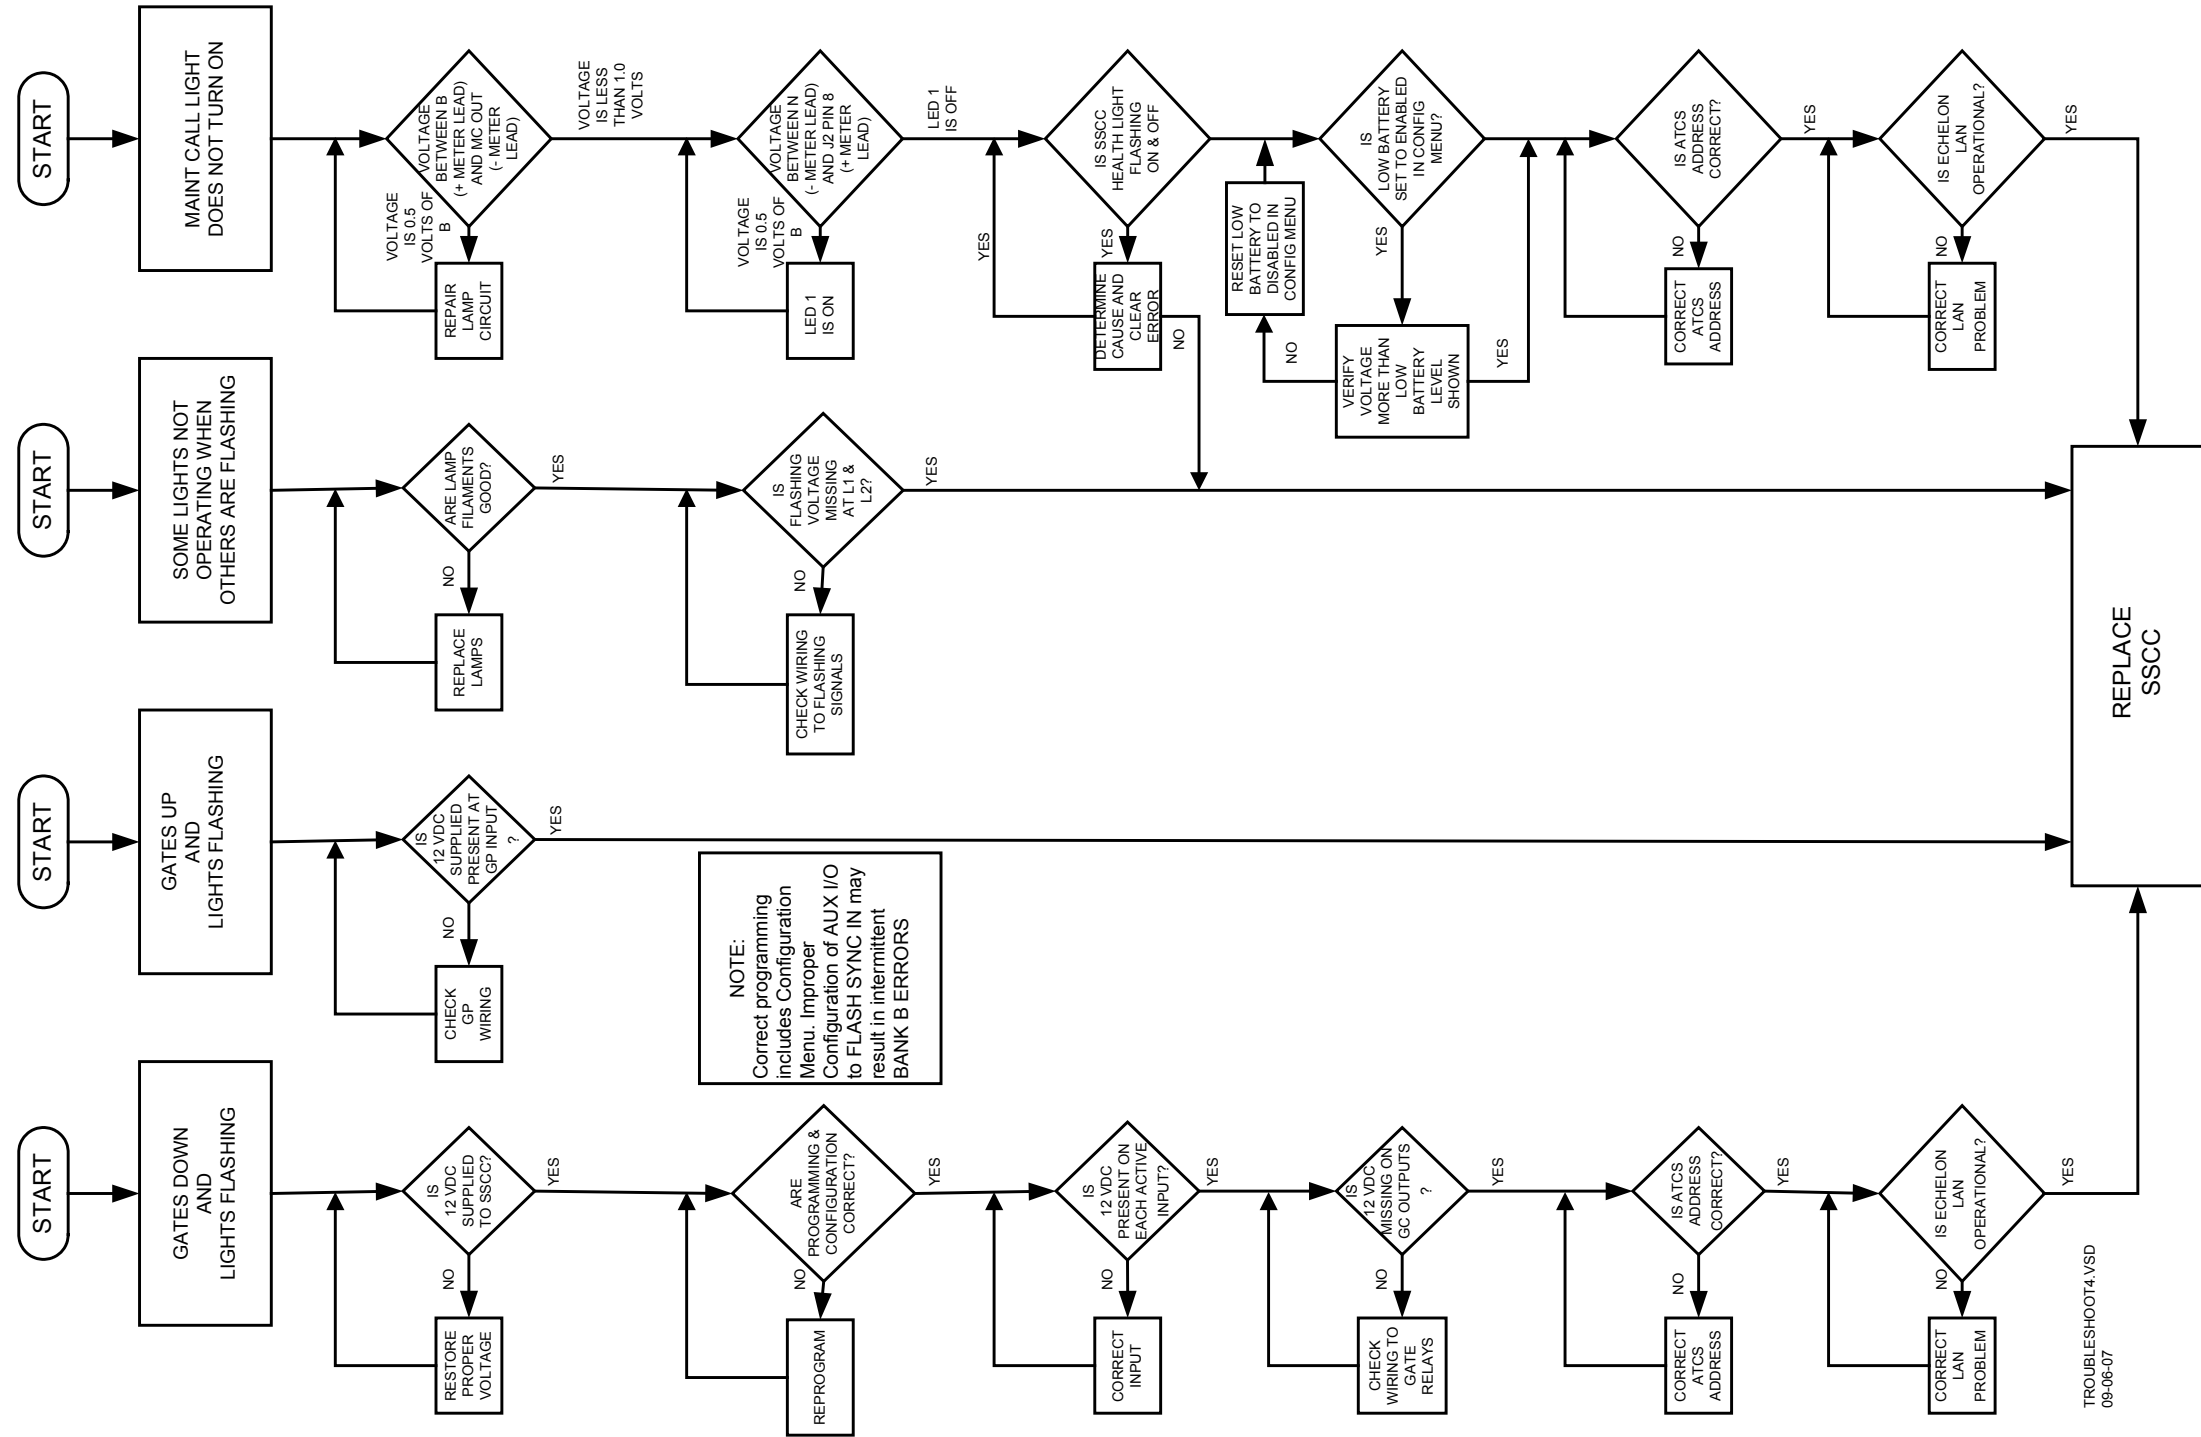 START
GATES DOWN
AND
LIGHTS FLASHING
IS
12 VDC
SUPPLIED
TO SSCC?
NO
RESTORE
PROPER
VOLTAGE
YES
ARE
PROGRAMMING &
CONFIGURATION
CORRECT?
NO
REPROGRAM
YES
IS
12 VDC
PRESENT ON
EACH ACTIVE
INPUT?
NO
CORRECT
INPUT
YES
IS
12 VDC
MISSING ON
GC OUTPUTS
?
NO
CHECK
WIRING TO
GATE
RELAYS
YES
IS ATCS
ADDRESS
CORRECT?
NO
CORRECT
ATCS
ADDRESS
YES
IS ECHELON
LAN
OPERATIONAL?
NO
CORRECT
LAN
PROBLEM
YES
START
GATES UP
AND
LIGHTS FLASHING
IS
12 VDC
SUPPLIED
PRESENT AT
GP INPUT
?
NO
CHECK
GP
WIRING
YES
NOTE:
Correct programming
includes Configuration
Menu. Improper
Configuration of AUX I/O
to FLASH SYNC IN may
result in intermittent
BANK B ERRORS
START
SOME LIGHTS NOT
OPERATING WHEN
OTHERS ARE FLASHING
ARE LAMP
FILAMENTS
GOOD?
NO
REPLACE
LAMPS
YES
IS
FLASHING
VOLTAGE
MISSING
AT L1 &
L2?
NO
CHECK WIRING
TO FLASHING
SIGNALS
YES
START
MAINT CALL LIGHT
DOES NOT TURN ON
VOLTAGE
BETWEEN B
(+ METER LEAD)
AND MC OUT
(- METER
LEAD)
VOLTAGE
IS 0.5
VOLTS OF
B
REPAIR
LAMP
CIRCUIT
VOLTAGE
IS LESS
THAN 1.0
VOLTS
VOLTAGE
BETWEEN N
(- METER LEAD)
AND J2 PIN 8
(+ METER
LEAD)
VOLTAGE
IS 0.5
VOLTS OF
B
LED 1
IS ON
LED 1
IS OFF
IS SSCC
HEALTH LIGHT
FLASHING
ON & OFF
YES
YES
DETERMINE
CAUSE AND
CLEAR
ERROR
NO
RESET LOW
BATTERY TO
DISABLED IN
CONFIG MENU
IS
LOW BATTERY
SET TO ENABLED
IN CONFIG
MENU?
YES
NO
VERIFY
VOLTAGE
MORE THAN
LOW
BATTERY
LEVEL
SHOWN
YES
IS ATCS
ADDRESS
CORRECT?
NO
CORRECT
ATCS
ADDRESS
YES
IS ECHELON
LAN
OPERATIONAL?
NO
CORRECT
LAN
PROBLEM
YES
REPLACE
SSCC
TROUBLESHOOT4.VSD
09-06-07